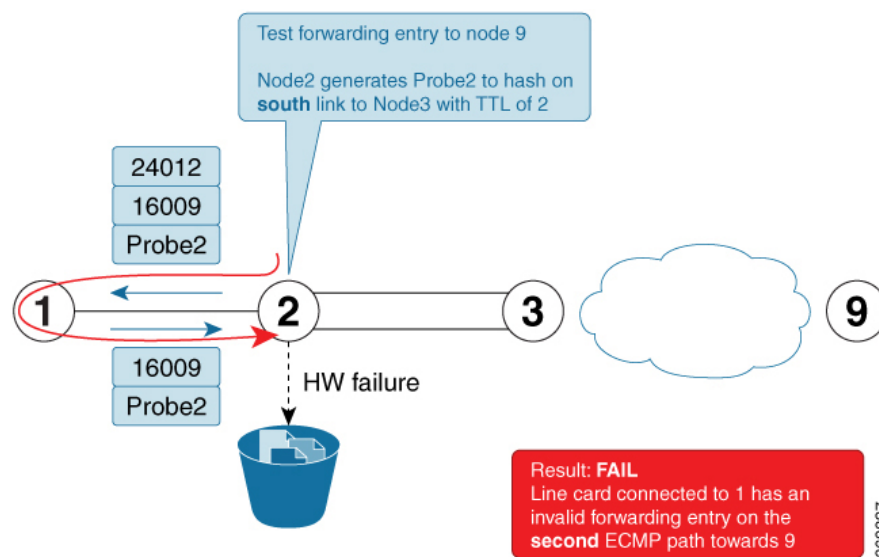 Test forwarding entry to node 9
Node2 generates Probe2 to hash on
south link to Node3 with TTL of 2
24012
16009
Probe2
1
2
3
9
16009
Probe2
HW failure
Result: FAIL
Line card connected to 1 has an
invalid forwarding entry on the
second ECMP path towards 9